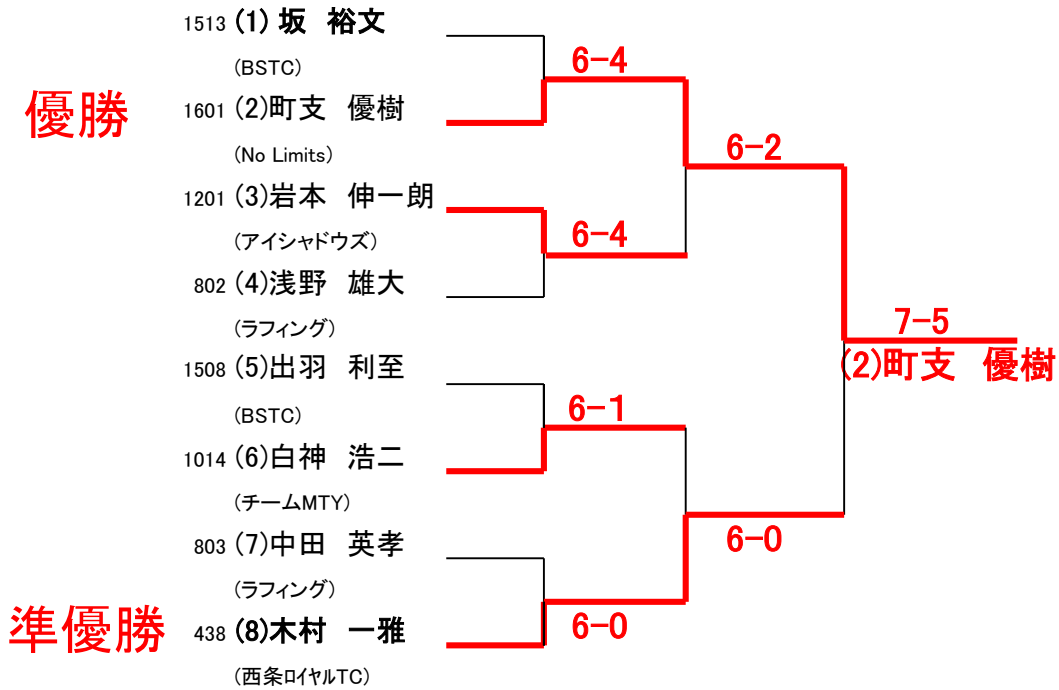 1513 (1) 坂　裕文
(BSTC)
6-4
優勝
1601 (2)町支　優樹
(No Limits)
6-2
1201 (3)岩本　伸一朗
(アイシャドウズ)
6-4
802 (4)浅野　雄大
(ラフィング)
7-5
(2)町支　優樹
1508 (5)出羽　利至
(BSTC)
6-1
1014 (6)白神　浩二
(チームMTY)
6-0
803 (7)中田　英孝
(ラフィング)
6-0
準優勝
438 (8)木村　一雅
(西条ロイヤルTC)